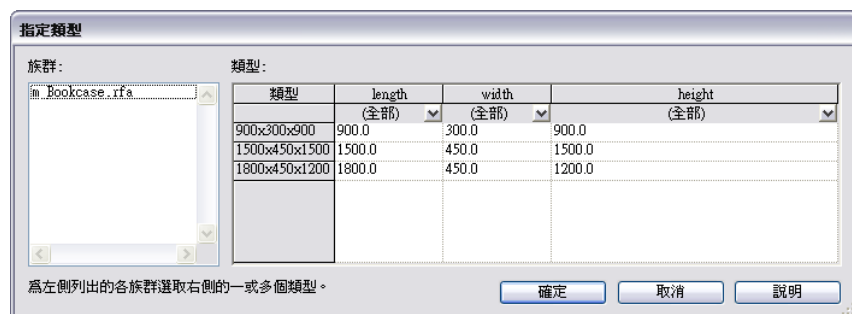 指定類型
族群:
類型:
m_Bookcase.rfa
類型 length width height
(全部) (全部) (全部)
900x300x900 900.0 300.0 900.0
1500x450x1500 1500.0 450.0 1500.0
1800x450x1200 1800.0 450.0 1200.0
爲左側列出的各族群選取右側的一或多個類型。
確定 取消 説明